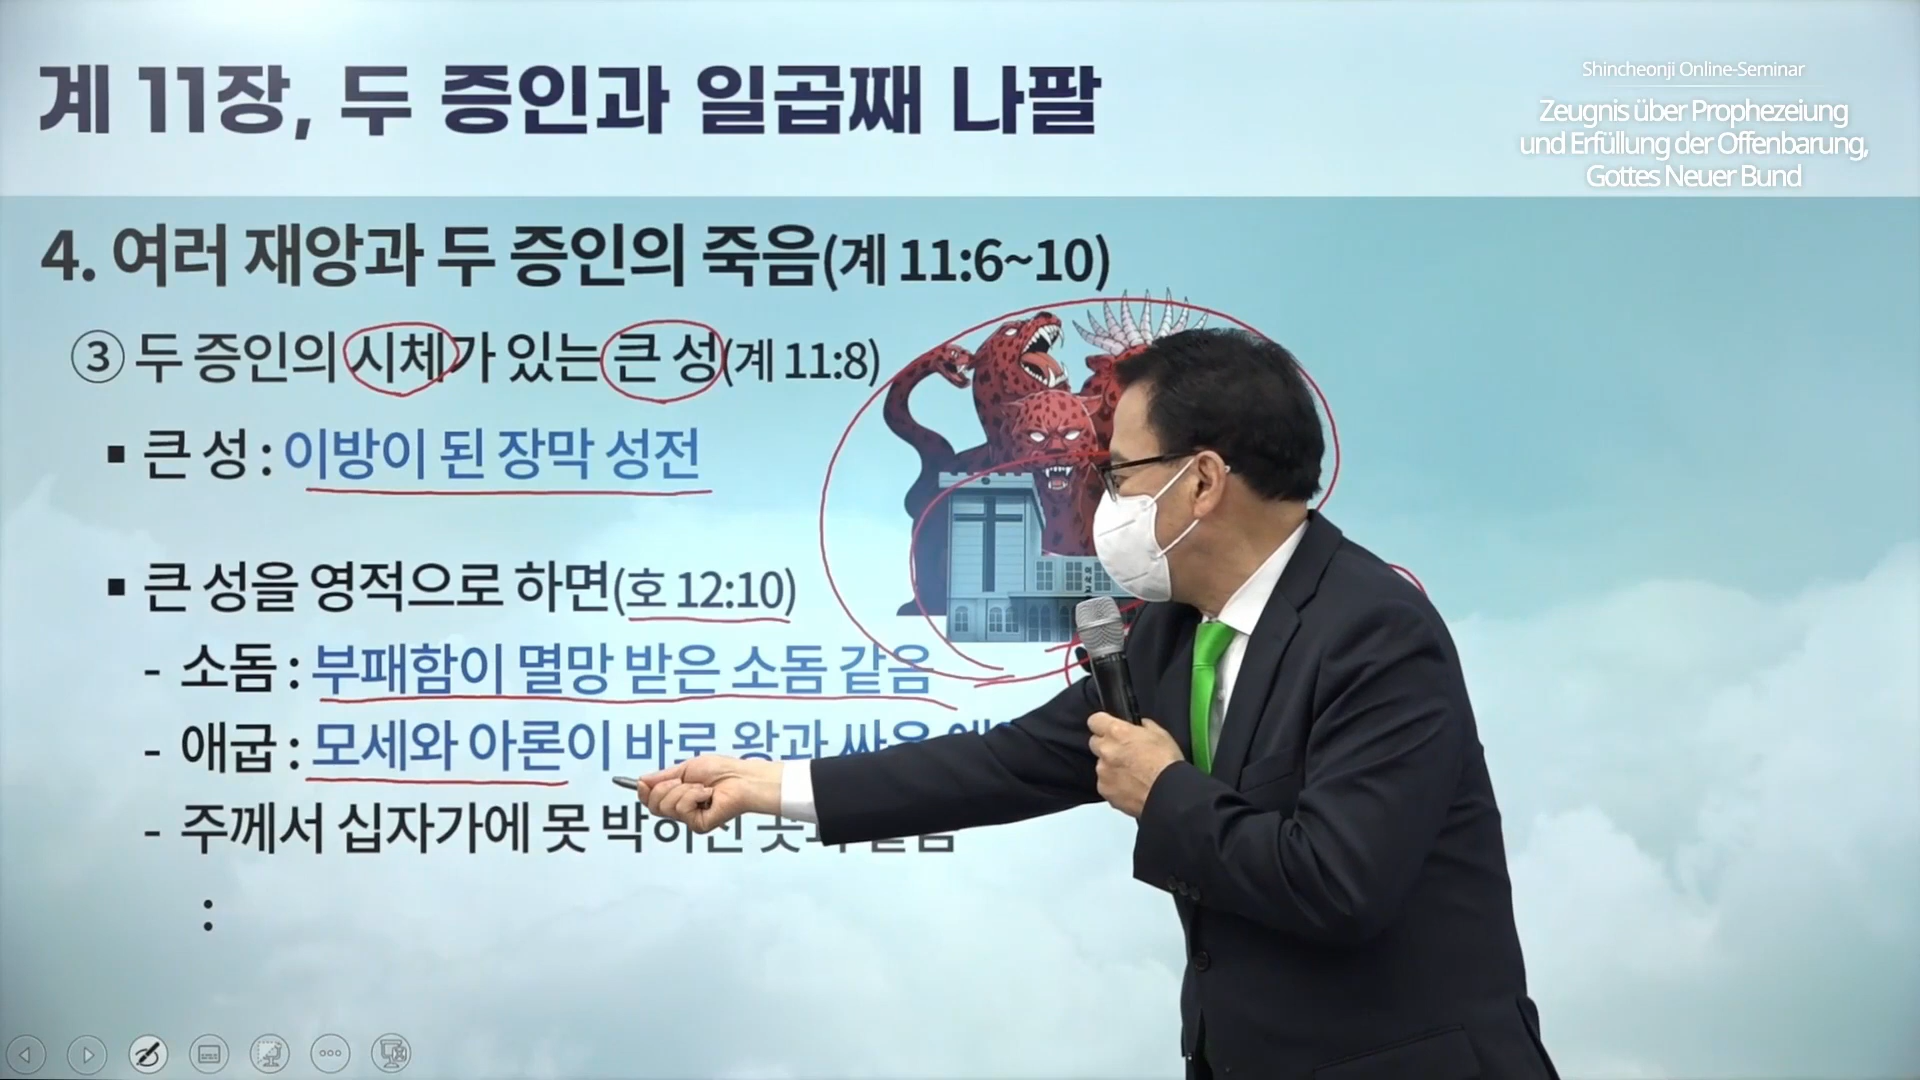 계 11장, 두 증인과 일곱째 나팔
Shincheonji Online-Seminar
Zeugnis über Prophezeiung
und Erfüllung der Offenbarung,
Gottes Neuer Bund
4. 여러 재앙과 두 증인의 죽음(계 11:6~10)
③ 두 증인의 시체가 있는 큰 성(계 11:8)
▪ 큰 성 : 이방이 된 장막 성전
▪ 큰 성을 영적으로 하면(호 12:10)
- 소돔 : 부패함이 멸망 받은 소돔 같음
- 애굽 : 모세와 아론이 바로 왕과 싸운
- 주께서 십자가에 못
: